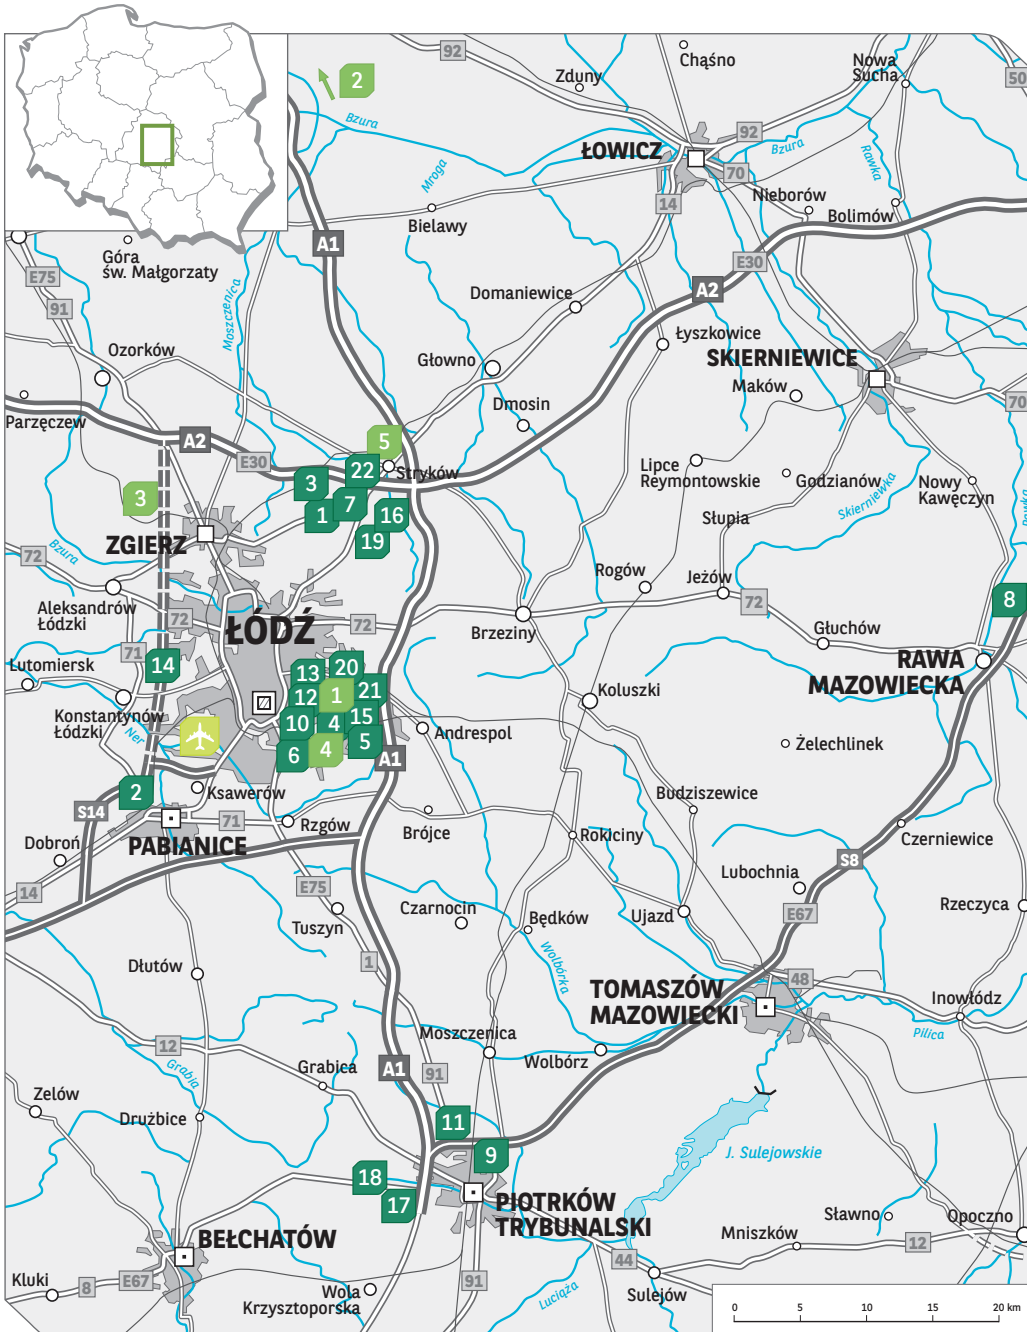 92
Chąśno
Nowa
Sucha
Zduny
50
2
Bzura
92
Bzura
ŁOWICZ
Rawka
Mroga
70
Nieborów
14
Bolimów
Bielawy
A1
Góra
św. Małgorzaty
E75
E30
91
Moszczenica
Domaniewice
A2
Łyszkowice
Ozorków
Głowno
SKIERNIEWICE
Maków
70
Parzęczew
Dmosin
A2
5
E30
22
Stryków
Lipce
Reymontowskie
Godzianów
Nowy
Kawęczyn
3
3
7
1
16
Skierniewka
Rawka
Słupia
19
ZGIERZ
72
Bzura
Rogów
Jeżów
8
Aleksandrów
Łódzki
72
ŁÓDŹ
72
72
Brzeziny
Głuchów
71
Lutomiersk
14
13
20
RAWA
MAZOWIECKA
12
1
21
Koluszki
Konstantynów
Łódzki
Ner
10
4
15
Andrespol
Żelechlinek
6
4
5
A1
2
Ksawerów
Budziszewice
S14
71
Rzgów
Brójce
Rokiciny
Czerniewice
Dobroń
PABIANICE
S8
Lubochnia
14
E75
Czarnocin
Będków
Ujazd
E67
Rzeczyca
Tuszyn
Wolbórka
1
Dłutów
TOMASZÓW
MAZOWIECKI
48
Inowłódz
Pilica
12
Moszczenica
Wolbórz
Grabia
Grabica
A1
91
Zelów
Drużbice
11
J. Sulejowskie
9
18
17
PIOTRKÓW
TRYBUNALSKI
Sławno
Opoczno
BEŁCHATÓW
Mniszków
12
44
Kluki
8
E67
91
Wola
Krzysztoporska
Luciąża
Sulejów
0
5
10
15
20 km